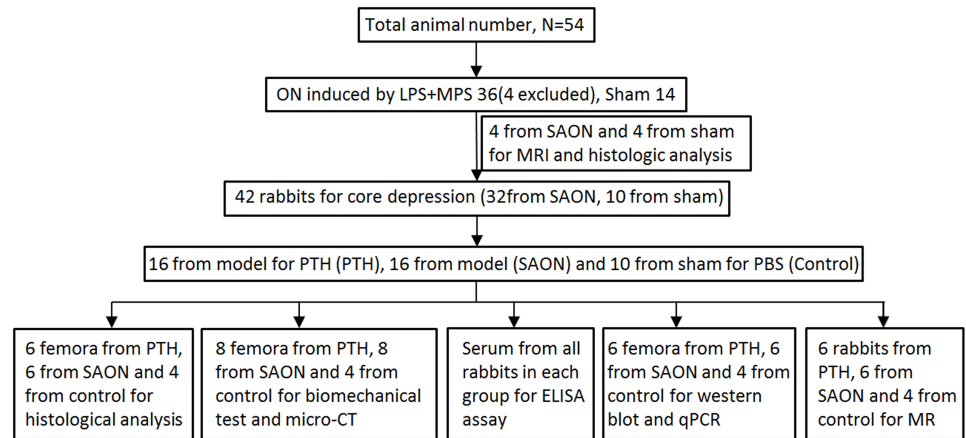 Total animal number, N=54
ON induced by LPS+MPS 36(4 excluded), Sham 14
4 from SAON and 4 from sham
for MRI and histologic analysis
42 rabbits for core depression (32from SAON, 10 from sham)
16 from model for PTH (PTH), 16 from model (SAON) and 10 from sham for PBS (Control)
6 femora from PTH,
6 from SAON and 4
from control for
histological analysis
8 femora from PTH, 8
from SAON and 4 from
control for biomechanical
test and micro-CT
Serum from all
rabbits in each
group for ELISA
assay
6 femora from PTH, 6
from SAON and 4 from
control for western
blot and qPCR
6 rabbits from
PTH, 6 from
SAON and 4 from
control for MR